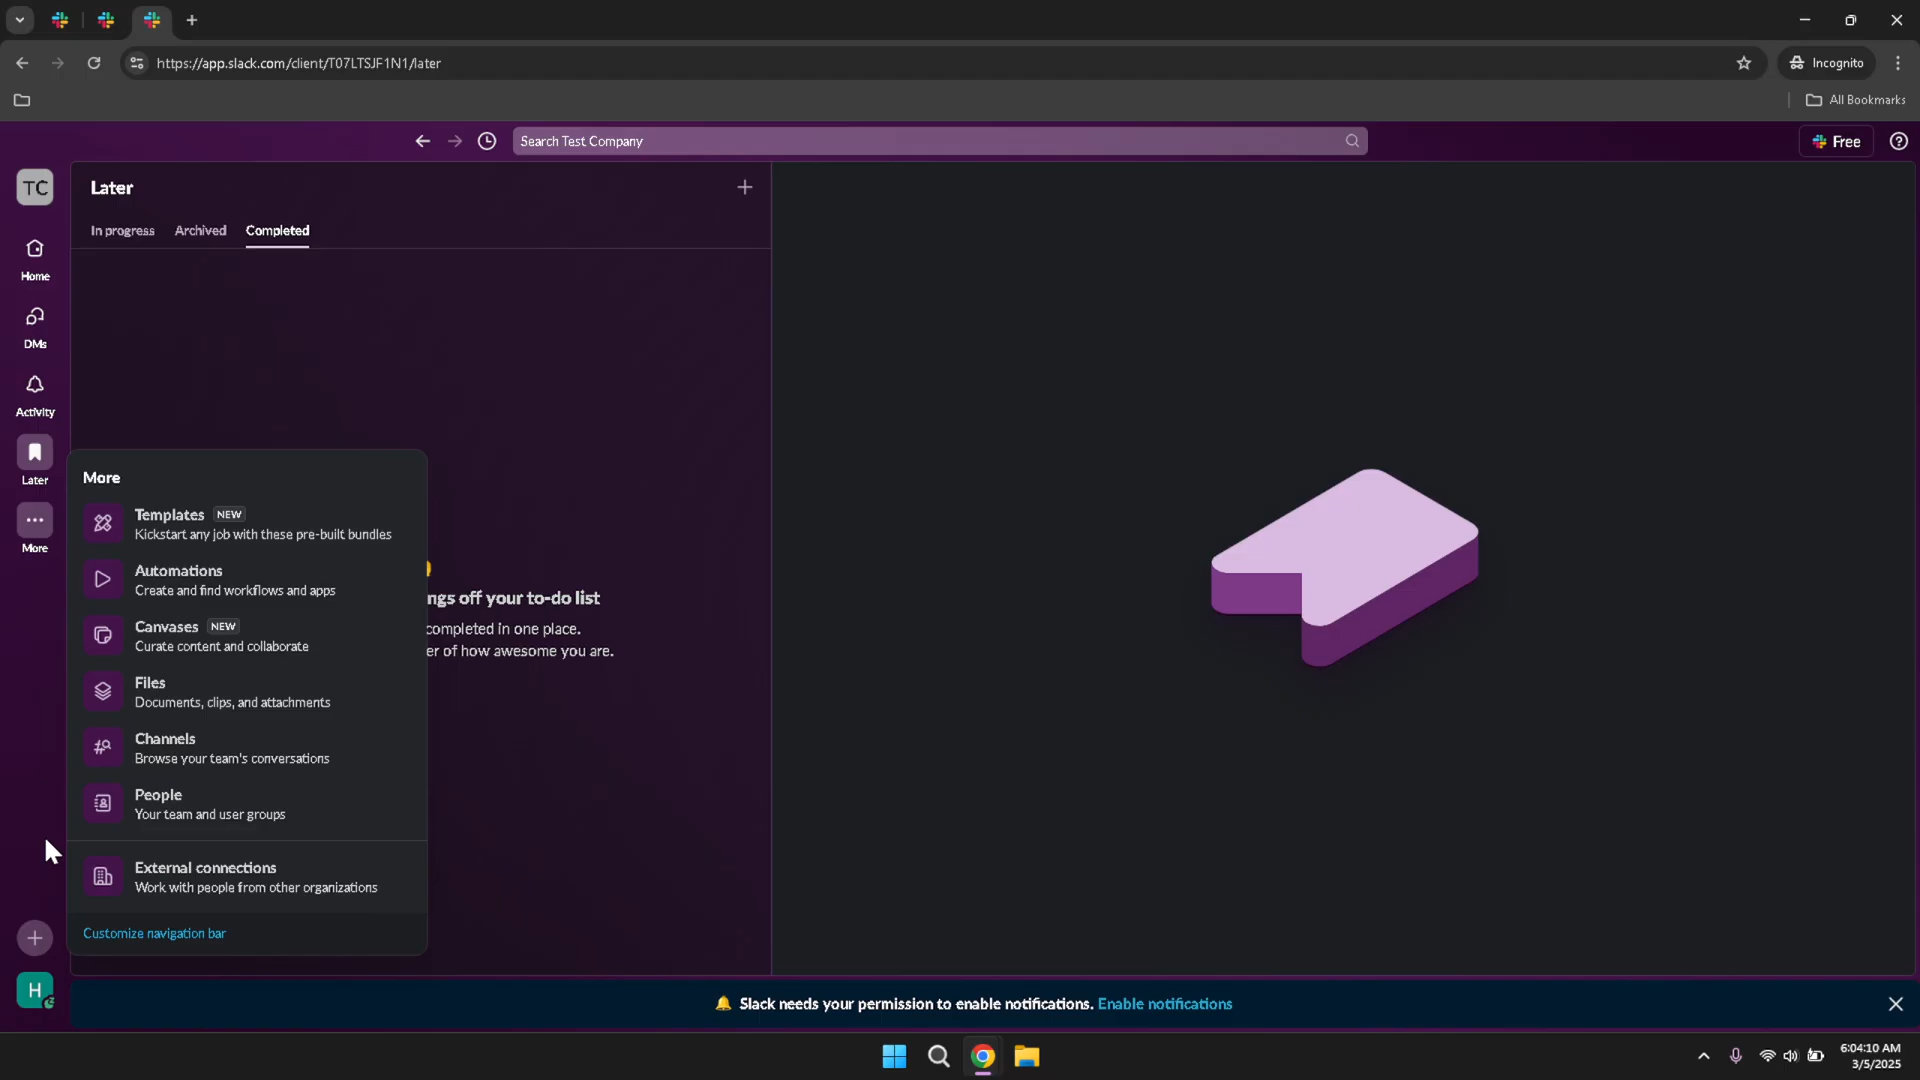 https://app.slack.com/client/T07LTSJF1N1/later
Incognito
All Bookmarks
Search Test Company
Free
TC
Later
In progress Archived Completed
Home
DMs
Activity
Later
More
More
Templates NEW
Kickstart any job with these pre-built bundles
Automations
Create and find workflows and apps
Canvases NEW
Curate content and collaborate
Files
Documents, clips, and attachments
Channels
Browse your team's conversations
People
Your team and user groups
External connections
Work with people from other organizations
Customize navigation bar
ngs off your to-do list
completed in one place.
er of how awesome you are.
H
Slack needs your permission to enable notifications. Enable notifications
6:04:10 AM
3/5/2025